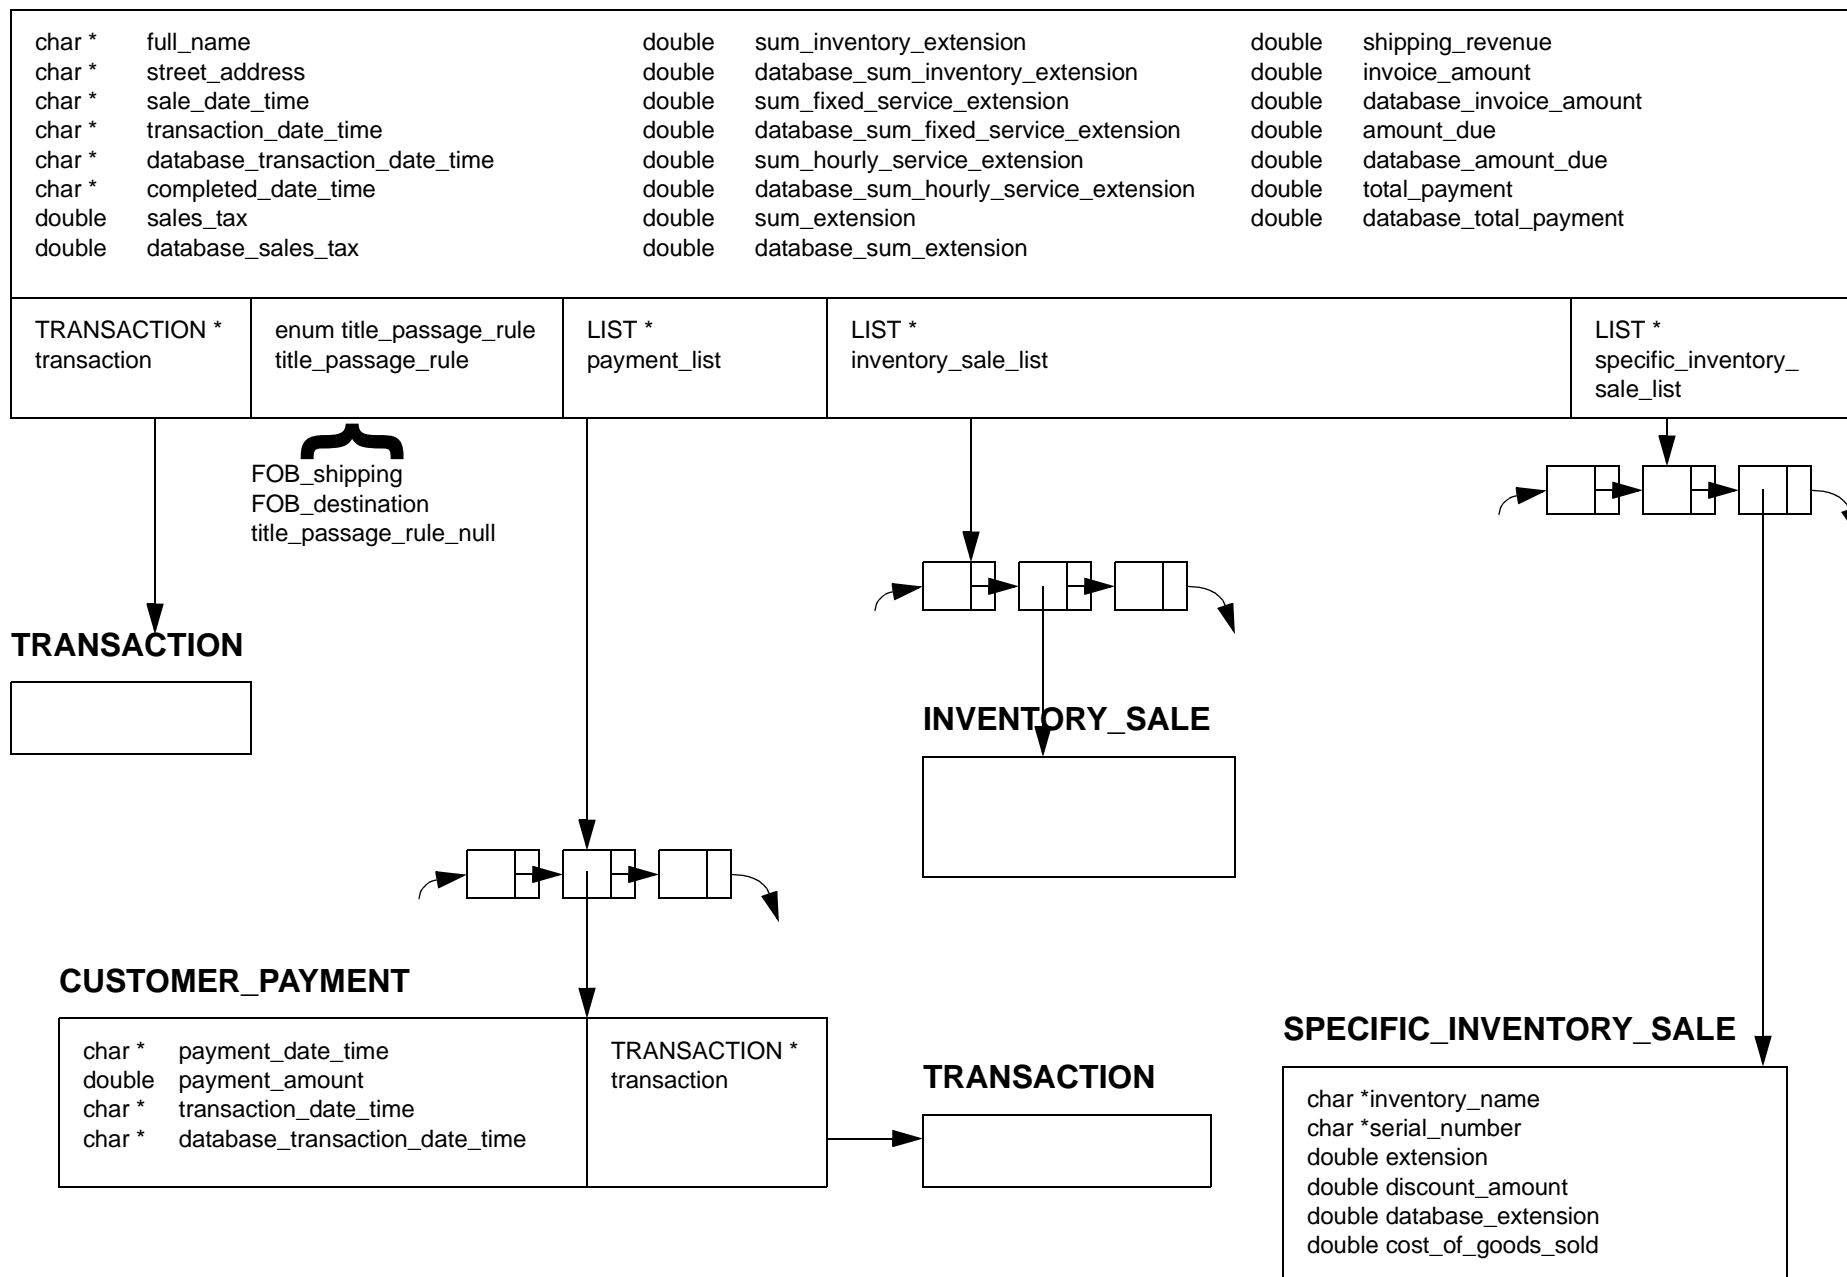 char * full_name
char * street_address
char * sale_date_time
char * transaction_date_time
char * database_transaction_date_time
char * completed_date_time
double sales_tax
double database_sales_tax
double sum_inventory_extension
double database_sum_inventory_extension
double sum_fixed_service_extension
double database_sum_fixed_service_extension
double sum_hourly_service_extension
double database_sum_hourly_service_extension
double sum_extension
double database_sum_extension
double shipping_revenue
double invoice_amount
double database_invoice_amount
double amount_due
double database_amount_due
double total_payment
double database_total_payment
TRANSACTION *
transaction
enum title_passage_rule
title_passage_rule
LIST *
payment_list
LIST *
inventory_sale_list
LIST *
specific_inventory_
sale_list
FOB_shipping
FOB_destination
title_passage_rule_null
TRANSACTION
INVENTORY_SALE
CUSTOMER_PAYMENT
char * payment_date_time
double payment_amount
char * transaction_date_time
char * database_transaction_date_time
TRANSACTION *
transaction
TRANSACTION
SPECIFIC_INVENTORY_SALE
char *inventory_name
char *serial_number
double extension
double discount_amount
double database_extension
double cost_of_goods_sold